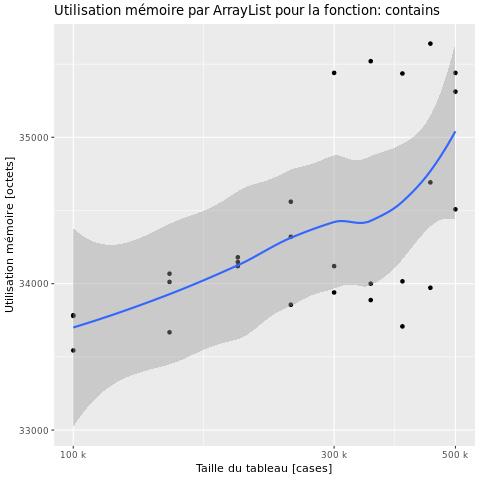 Utilisation mémoire par ArrayList pour la fonction: contains
Utilisation mémoire [octets]
35000
34000
33000
100 k
300 k
500 k
Taille du tableau [cases]